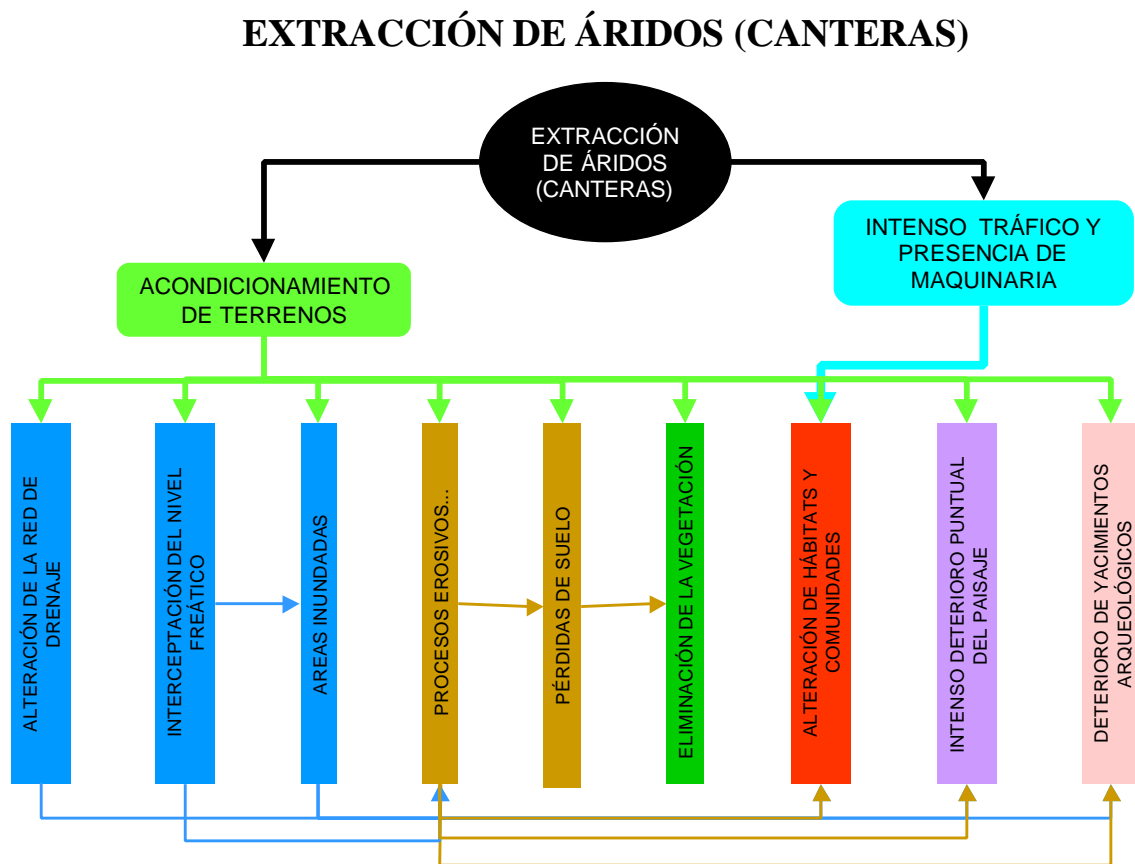 EXTRACCIÓN DE ÁRIDOS (CANTERAS)
EXTRACCIÓN
DE ÁRIDOS
(CANTERAS)
INTENSO TRÁFICO Y
PRESENCIA DE
MAQUINARIA
ACONDICIONAMIENTO
DE TERRENOS
ALTERACIÓN DE LA RED DE
DRENAJE
INTERCEPTACIÓN DEL NIVEL
FREÁTICO
AREAS INUNDADAS
PROCESOS EROSIVOS...
PÉRDIDAS DE SUELO
ELIMINACIÓN DE LA VEGETACIÓN
ALTERACIÓN DE HÁBITATS Y
COMUNIDADES
INTENSO DETERIORO PUNTUAL
DEL PAISAJE
DETERIORO DE YACIMIENTOS
ARQUEOLÓGICOS